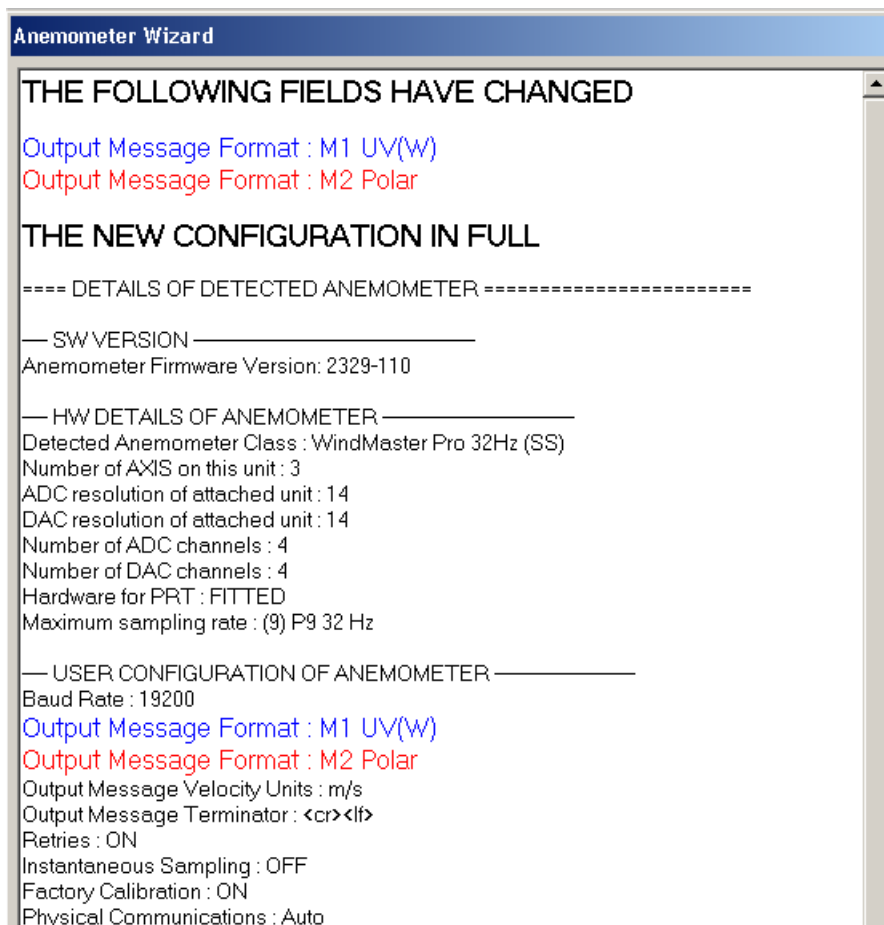 Anemometer Wizard
THE FOLLOWING FIELDS HAVE CHANGED
Output Message Format : M1 UV(W)
Output Message Format : M2 Polar
THE NEW CONFIGURATION IN FULL
==== DETAILS OF DETECTED ANEMOMETER ========================
— SW VERSION ————————————
Anemometer Firmware Version: 2329-110
— HW DETAILS OF ANEMOMETER ————————
Detected Anemometer Class : WindMaster Pro 32Hz (SS)
Number of AXIS on this unit : 3
ADC resolution of attached unit : 14
DAC resolution of attached unit : 14
Number of ADC channels : 4
Number of DAC channels : 4
Hardware for PRT : FITTED
Maximum sampling rate : (9) P9 32 Hz
— USER CONFIGURATION OF ANEMOMETER ——————
Baud Rate : 19200
Output Message Format : M1 UV(W)
Output Message Format : M2 Polar
Output Message Velocity Units : m/s
Output Message Terminator : <cr><lf>
Retries : ON
Instantaneous Sampling : OFF
Factory Calibration : ON
Physical Communications : Auto